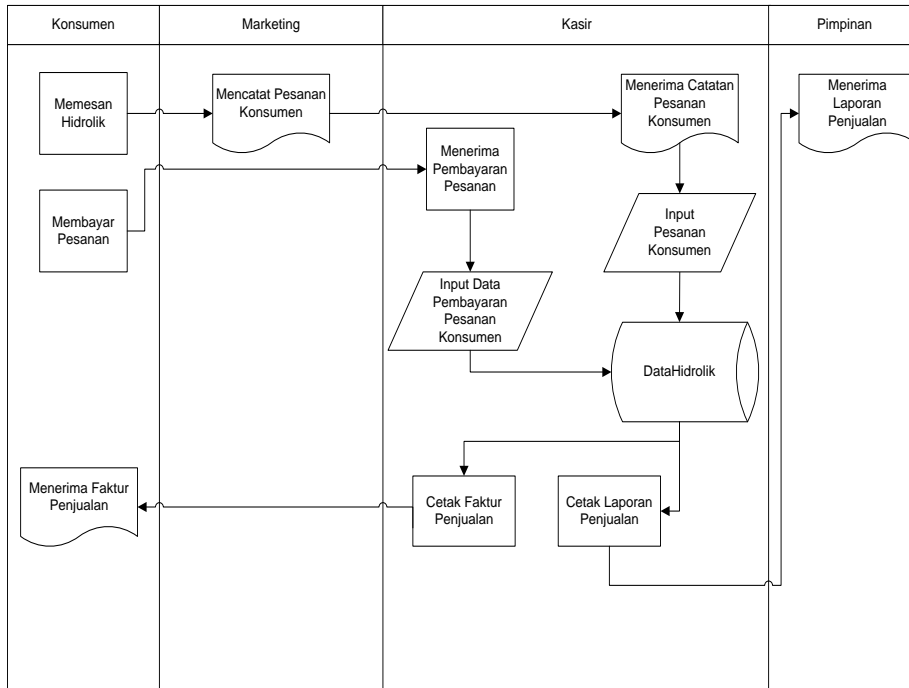 Konsumen
Marketing
Kasir
Pimpinan
Memesan
Hidrolik
Mencatat Pesanan
Konsumen
Menerima Catatan
Pesanan
Konsumen
Menerima
Laporan
Penjualan
Menerima
Pembayaran
Pesanan
Membayar
Pesanan
Input
Pesanan
Konsumen
Input Data
Pembayaran
Pesanan
Konsumen
DataHidrolik
Menerima Faktur
Penjualan
Cetak Faktur
Penjualan
Cetak Laporan
Penjualan